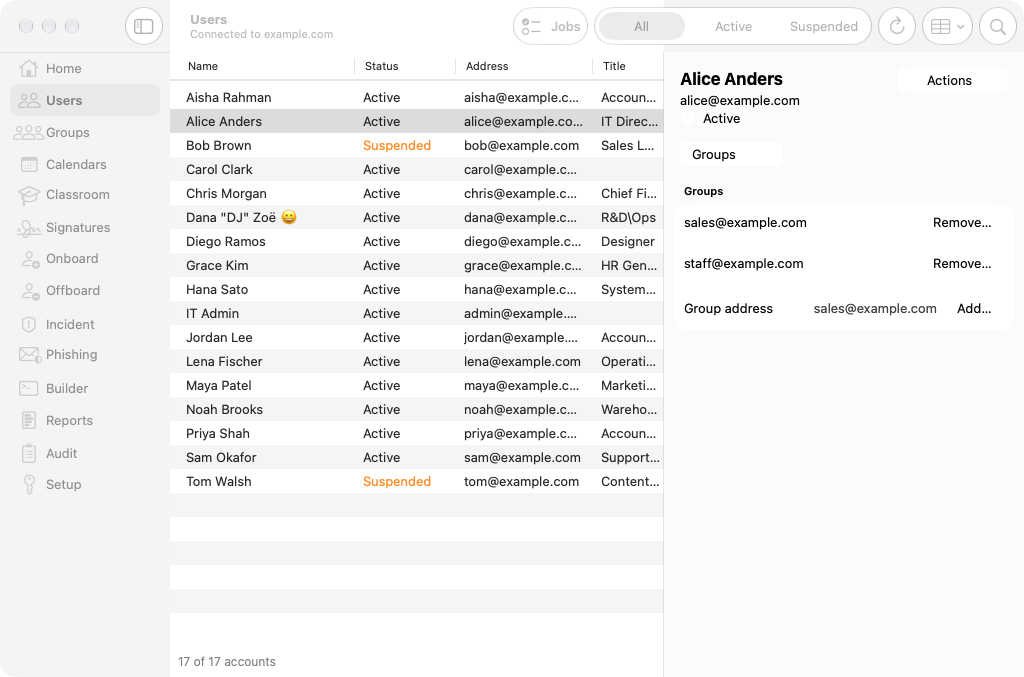 Users
Connected to example.com
Jobs
All
Active
Suspended
Home
Users
Groups
Calendars
Classroom
Signatures
Onboard
Offboard
Incident
Phishing
Builder
Reports
Audit
Setup
Name Status Address Title
Aisha Rahman Active aisha@example.c... Accoun...
Alice Anders Active alice@example.co... IT Direc...
Bob Brown Suspended bob@example.com Sales L...
Carol Clark Active carol@example.c...
Chris Morgan Active chris@example.c... Chief Fi...
Dana "DJ" Zoë 😀 Active dana@example.c... R&D\Ops
Diego Ramos Active diego@example.c... Designer
Grace Kim Active grace@example.c... HR Gen...
Hana Sato Active hana@example.c... System...
IT Admin Active admin@example....
Jordan Lee Active jordan@example.... Accoun...
Lena Fischer Active lena@example.com Operati...
Maya Patel Active maya@example.c... Marketi...
Noah Brooks Active noah@example.c... Wareho...
Priya Shah Active priya@example.c... Accoun...
Sam Okafor Active sam@example.com Support...
Tom Walsh Suspended tom@example.com Content...
17 of 17 accounts
Alice Anders
Actions
alice@example.com
Active
Groups
Groups
sales@example.com Remove...
staff@example.com Remove...
Group address sales@example.com Add...